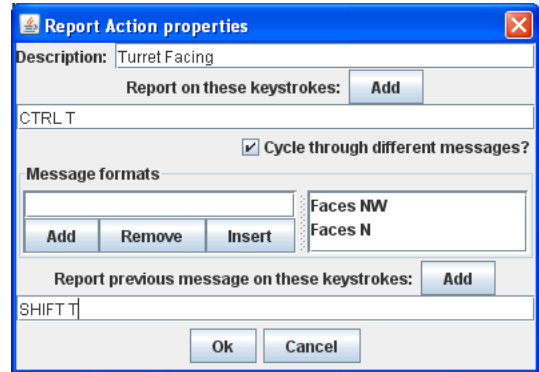 Report Action properties
Description: Turret Facing
Report on these keystrokes: Add
CTRL T
Cycle through different messages?
Message formats
Faces NW
Add Remove Insert Faces N
Report previous message on these keystrokes: Add
SHIFT T
Ok Cancel